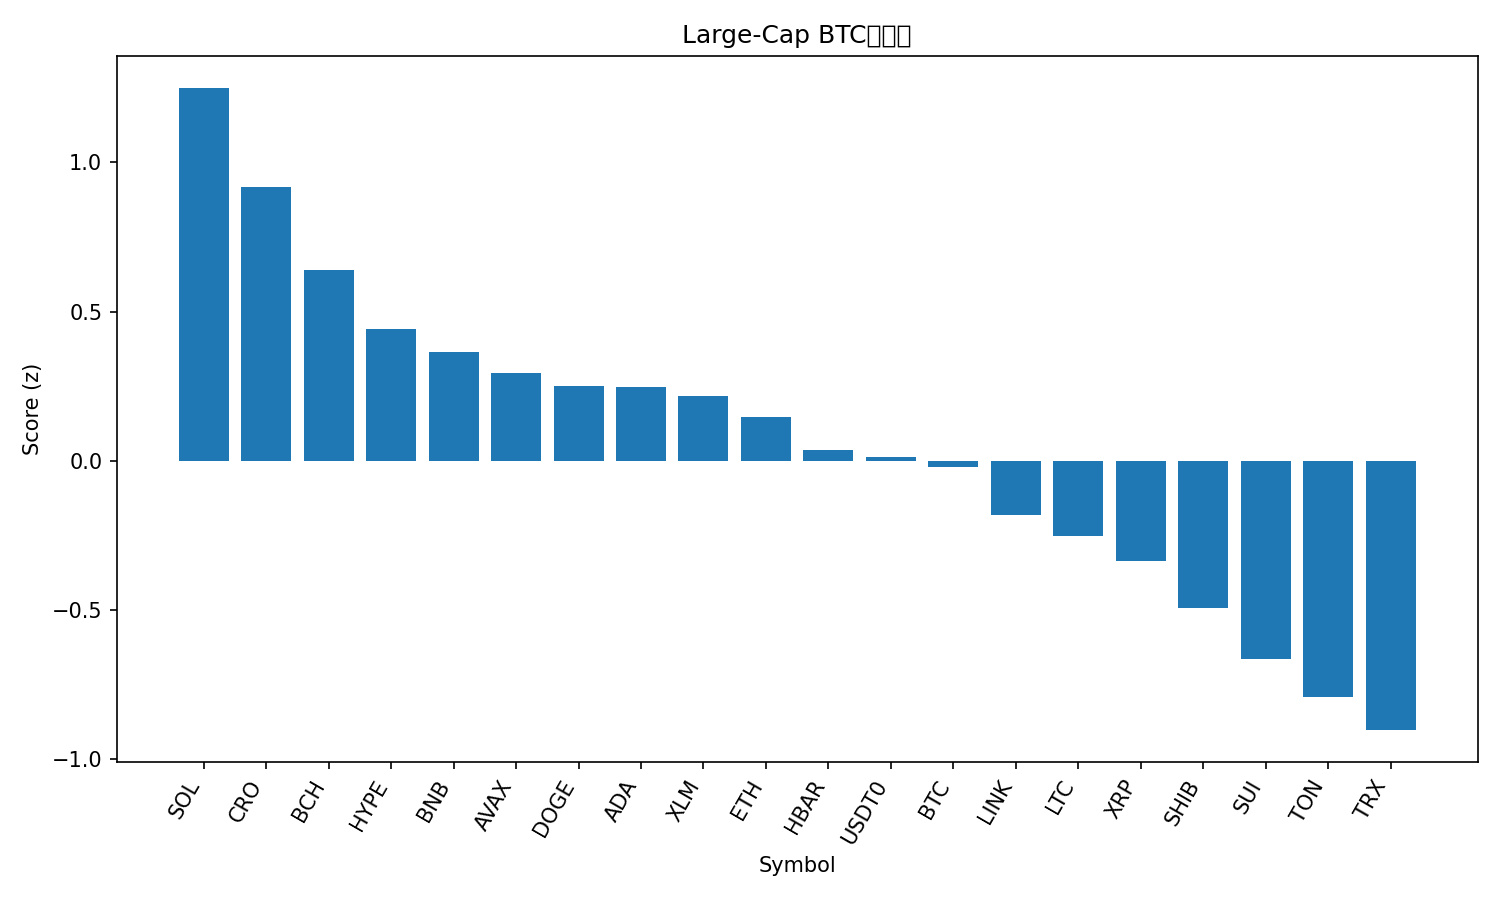 Large-Cap BTC
1.0
0.5
0.0
−0.5
−1.0
Score (z)
SOL
CRO
BCH
HYPE
BNB
AVAX
DOGE
ADA
XLM
ETH
HBAR
USDT0
BTC
LINK
LTC
XRP
SHIB
SUI
TON
TRX
Symbol